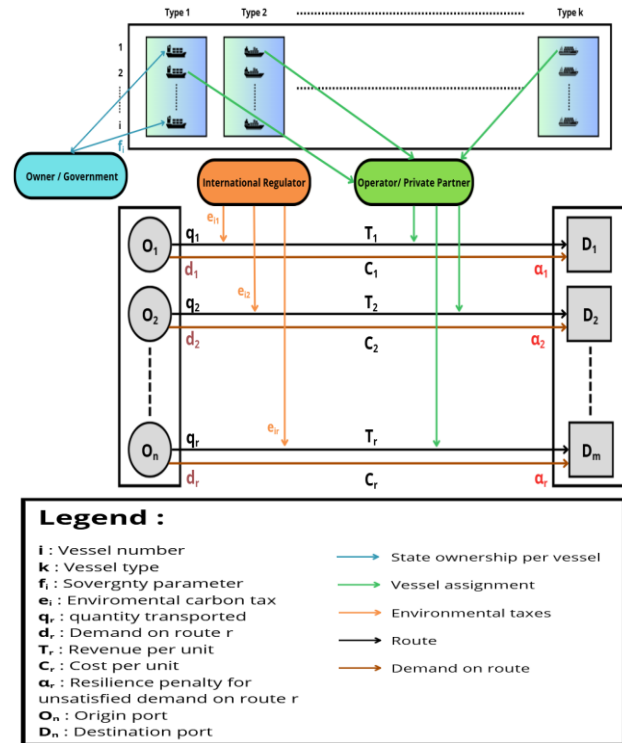 Type 1 Type 2 Type k
1
2
i
fᵢ
Owner / Government International Regulator Operator/ Private Partner
eᵢ₁
O₁ q₁ T₁ D₁
d₁ C₁ α₁
eᵢ₂
O₂ q₂ T₂ D₂
d₂ C₂ α₂
eᵢᵣ
Oₙ qᵣ Tᵣ Dₘ
dᵣ Cᵣ αᵣ
Legend :
i : Vessel number
k : Vessel type
fᵢ : Sovergnty parameter
eᵢ : Enviromental carbon tax
qᵣ : quantity transported
dᵣ : Demand on route r
Tᵣ : Revenue per unit
Cᵣ : Cost per unit
αᵣ : Resilience penalty for
unsatisfied demand on route r
Oₙ : Origin port
Dₙ : Destination port
State ownership per vessel
Vessel assignment
Environmental taxes
Route
Demand on route